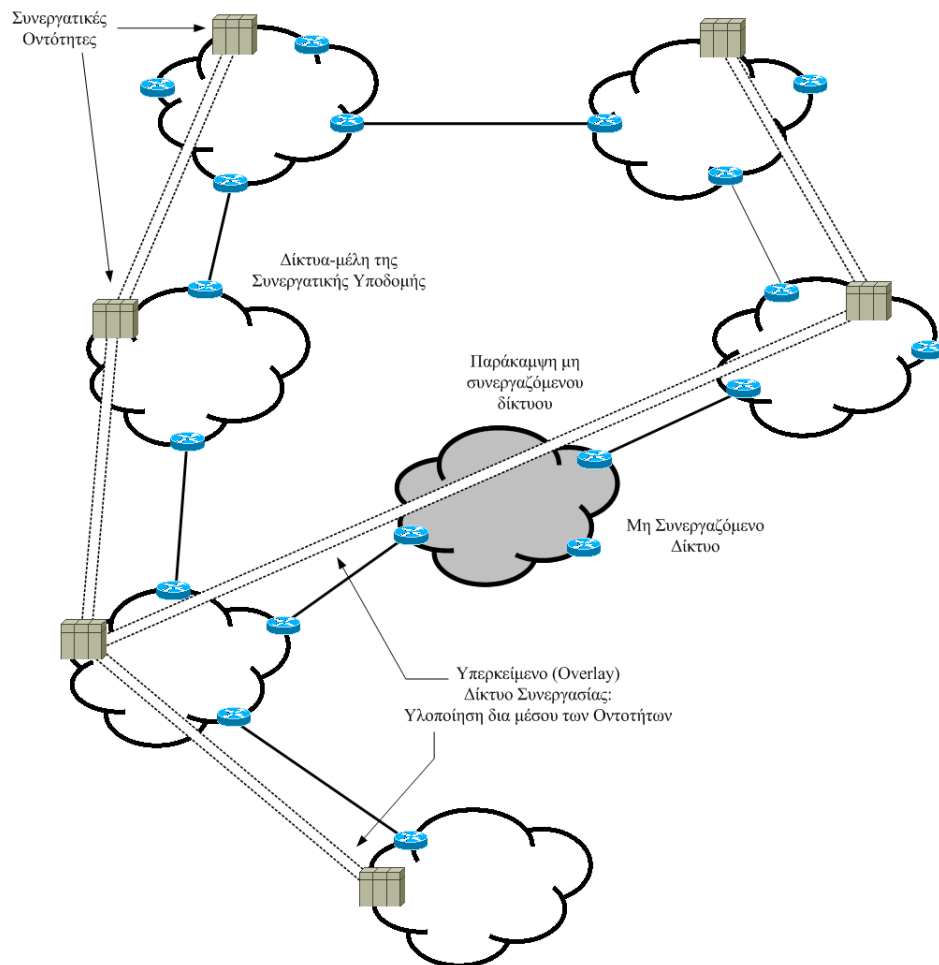 Συνεργατικές
Οντότητες
Δίκτυα-μέλη της
Συνεργατικής Υποδομής
Παράκαμψη μη
συνεργαζόμενου
δίκτυου
Μη Συνεργαζόμενο
Δίκτυο
Υπερκείμενο (Overlay)
Δίκτυο Συνεργασίας:
Υλοποίηση δια μέσου των Οντοτήτων